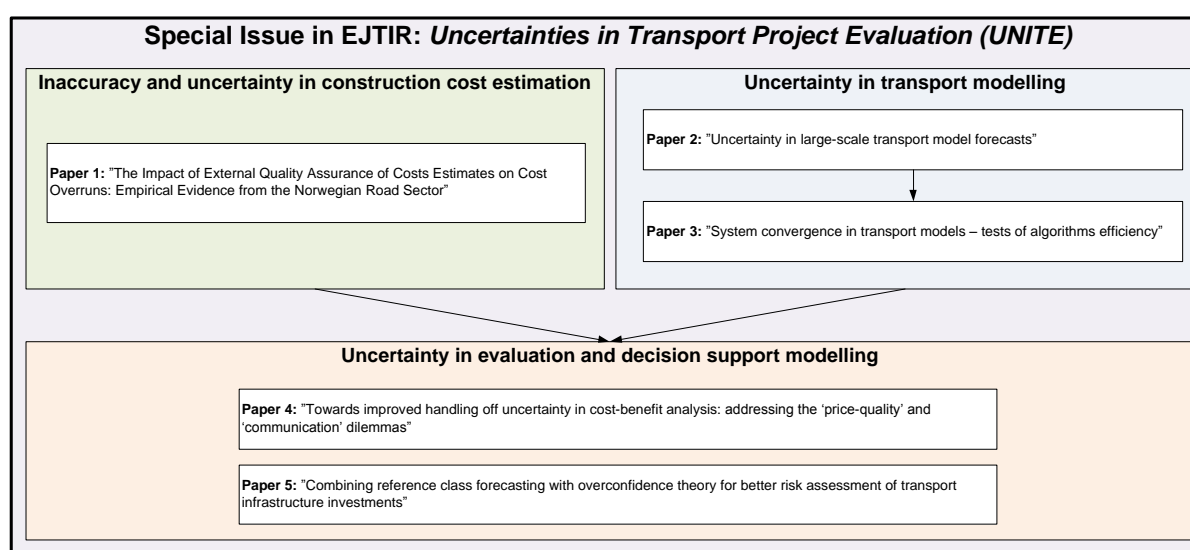 Special Issue in EJTIR: Uncertainties in Transport Project Evaluation (UNITE)
Inaccuracy and uncertainty in construction cost estimation
Paper 1: ”The Impact of External Quality Assurance of Costs Estimates on Cost
Overruns: Empirical Evidence from the Norwegian Road Sector”
Uncertainty in transport modelling
Paper 2: ”Uncertainty in large-scale transport model forecasts”
Paper 3: ”System convergence in transport models – tests of algorithms efficiency”
Uncertainty in evaluation and decision support modelling
Paper 4: ”Towards improved handling off uncertainty in cost-benefit analysis: addressing the ‘price-quality’ and
‘communication’ dilemmas”
Paper 5: ”Combining reference class forecasting with overconfidence theory for better risk assessment of transport
infrastructure investments”